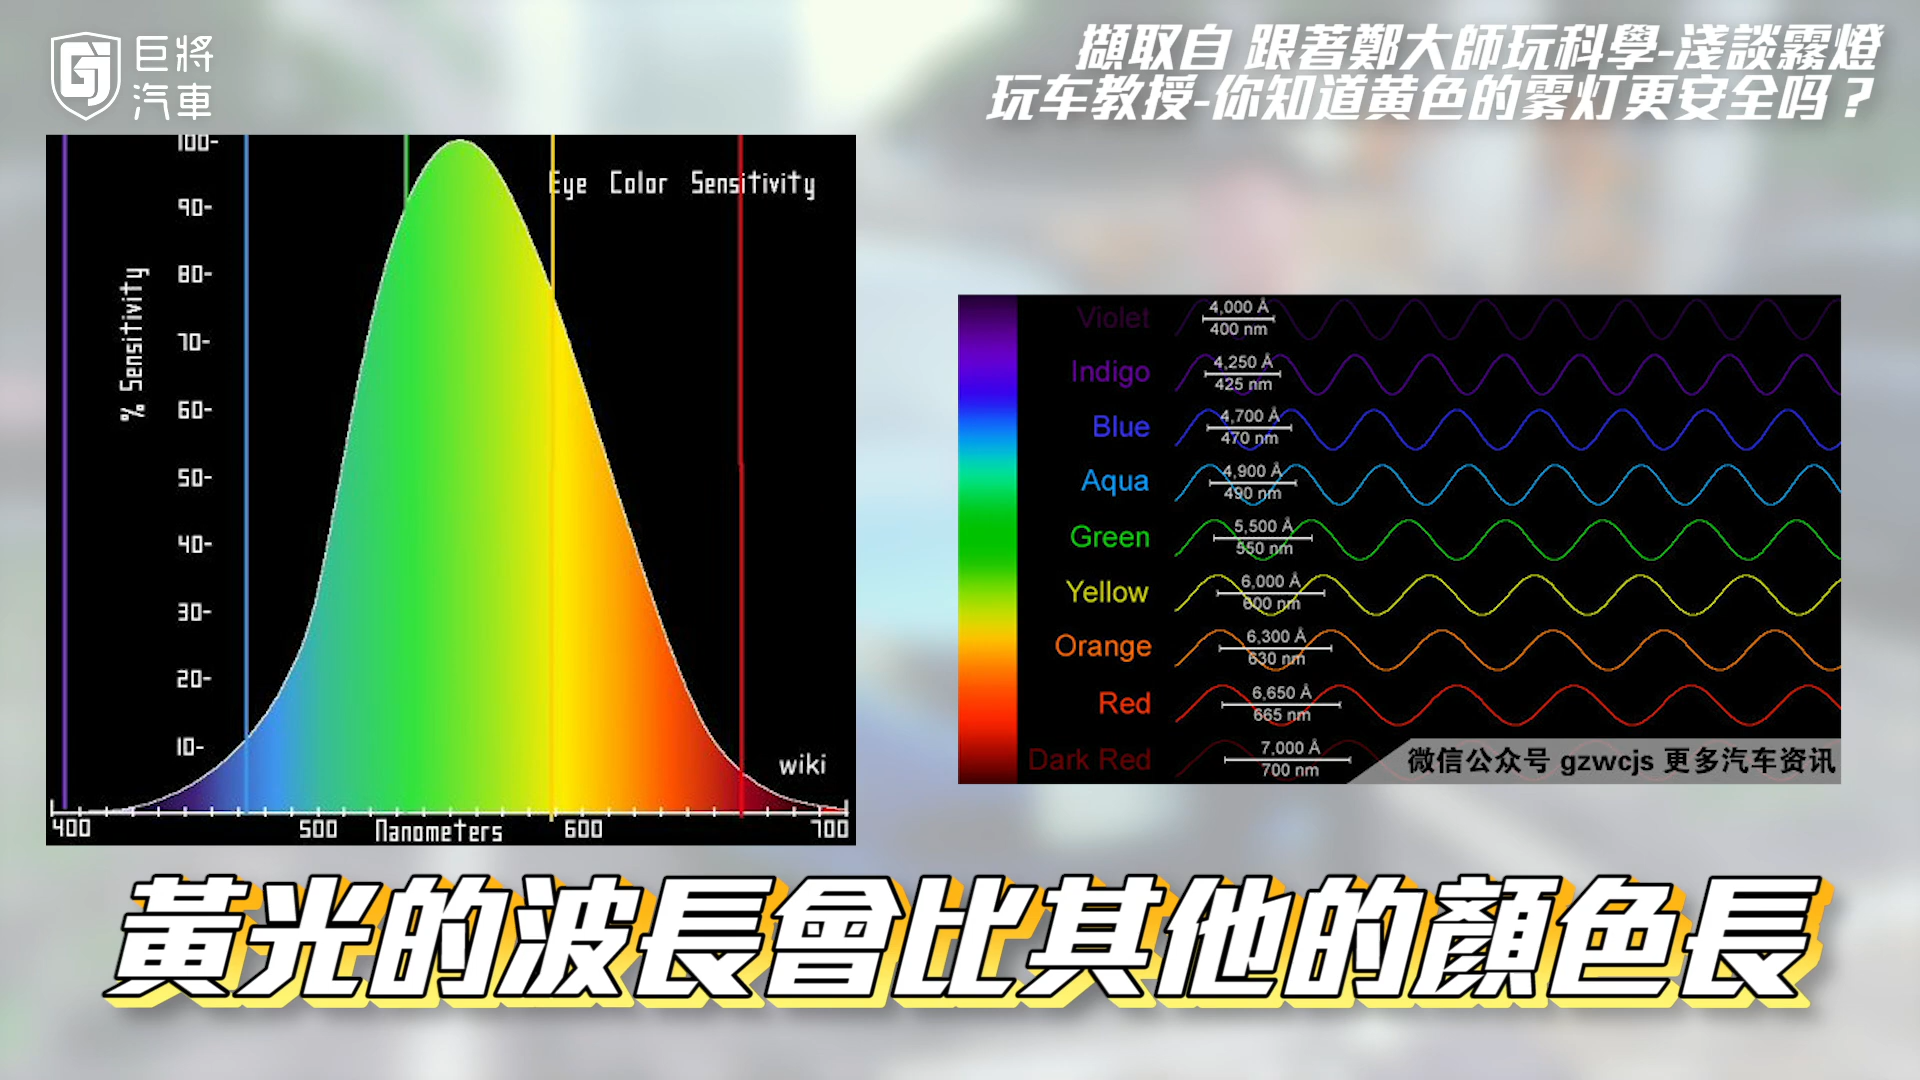 巨將
汽車
擷取自 跟著鄭大師玩科學-淺談霧燈
玩车教授-你知道黄色的雾灯更安全吗？
Eye Color Sensitivity
% Sensitivity
100-
90-
80-
70-
60-
50-
40-
30-
20-
10-
wiki
400 500 Nanometers 600 700
Violet 4,000 Å
400 nm
Indigo 4,250 Å
425 nm
Blue 4,700 Å
470 nm
Aqua 4,900 Å
490 nm
Green 5,500 Å
550 nm
Yellow 6,000 Å
600 nm
Orange 6,300 Å
630 nm
Red 6,650 Å
665 nm
Dark Red 7,000 Å
700 nm
微信公众号 gzwcjs 更多汽车资讯
黃光的波長會比其他的顏色長